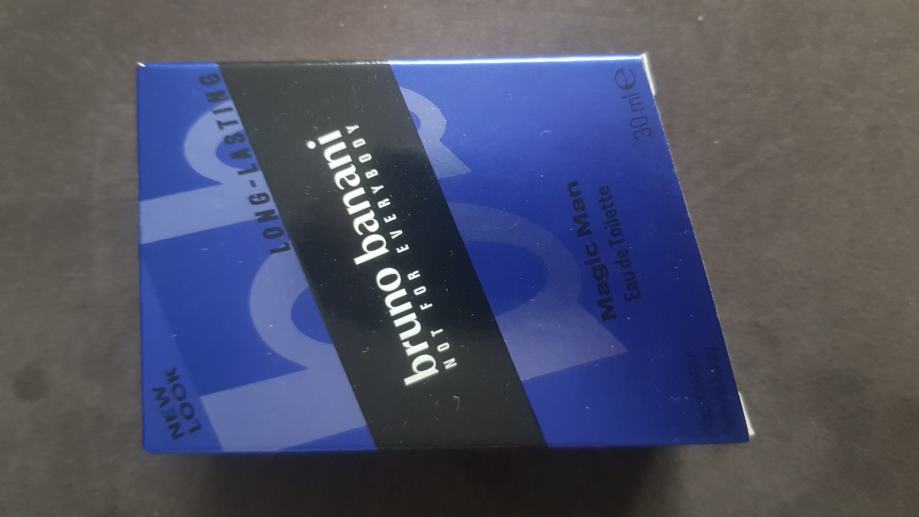 NEW
LOOK
LONG-LASTING
bruno banani
NOT FOR EVERYBODY
Magic Man
Eau de Toilette
30 ml ℮